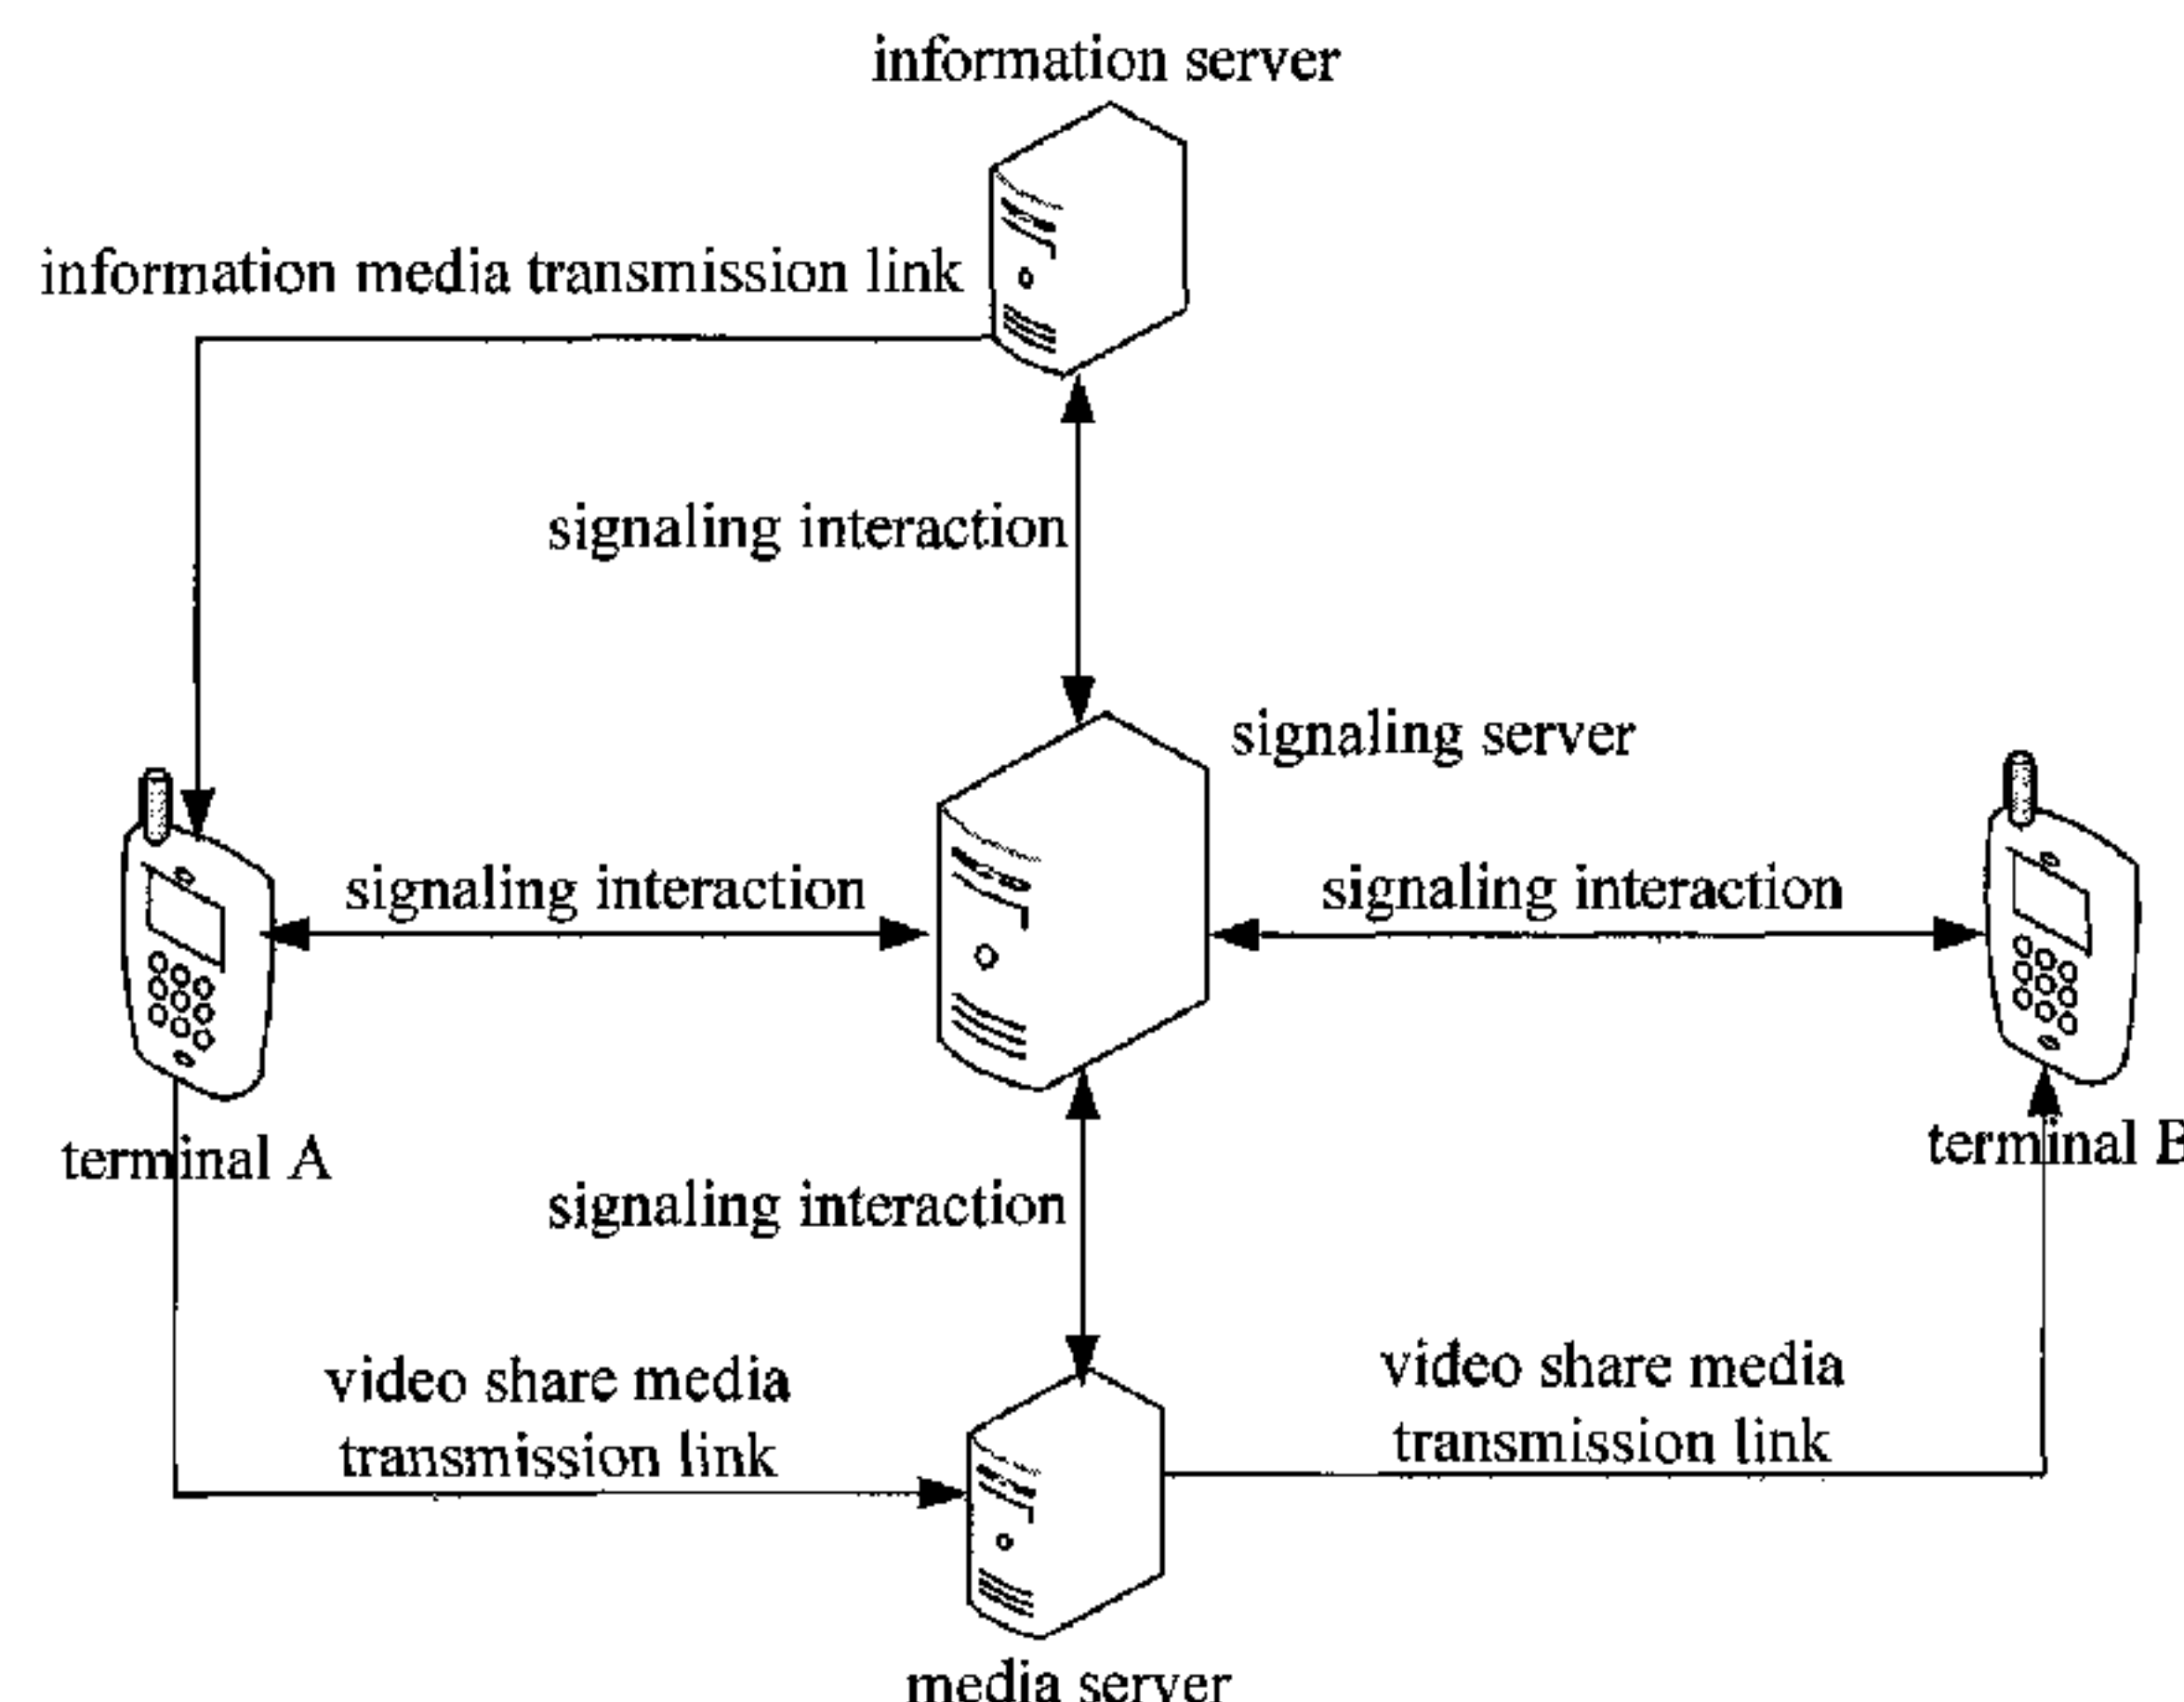 information server
information media transmission link
signaling interaction
signaling server
signaling interaction
signaling interaction
terminal A
terminal B
signaling interaction
video share media
transmission link
video share media
transmission link
media server